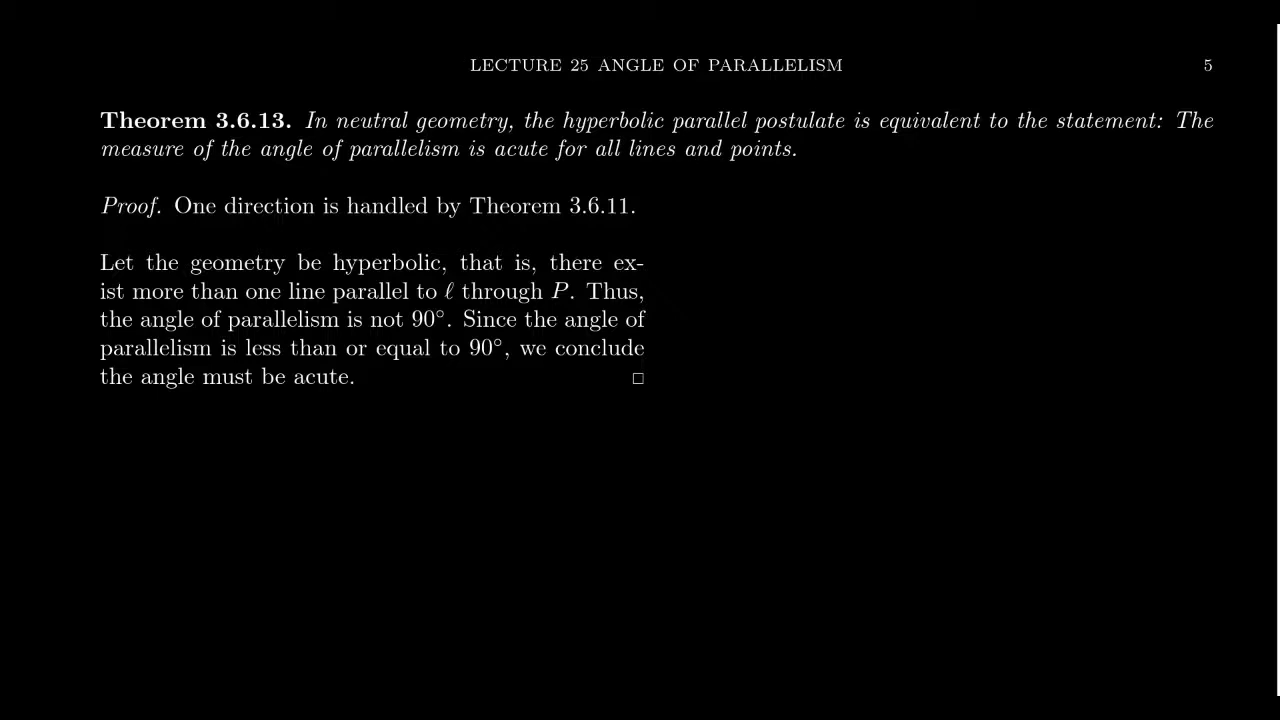 LECTURE 25 ANGLE OF PARALLELISM 5
Theorem 3.6.13. In neutral geometry, the hyperbolic parallel postulate is equivalent to the statement: The
measure of the angle of parallelism is acute for all lines and points.
Proof. One direction is handled by Theorem 3.6.11.
Let the geometry be hyperbolic, that is, there ex-
ist more than one line parallel to ℓ through P. Thus,
the angle of parallelism is not 90°. Since the angle of
parallelism is less than or equal to 90°, we conclude
the angle must be acute. □